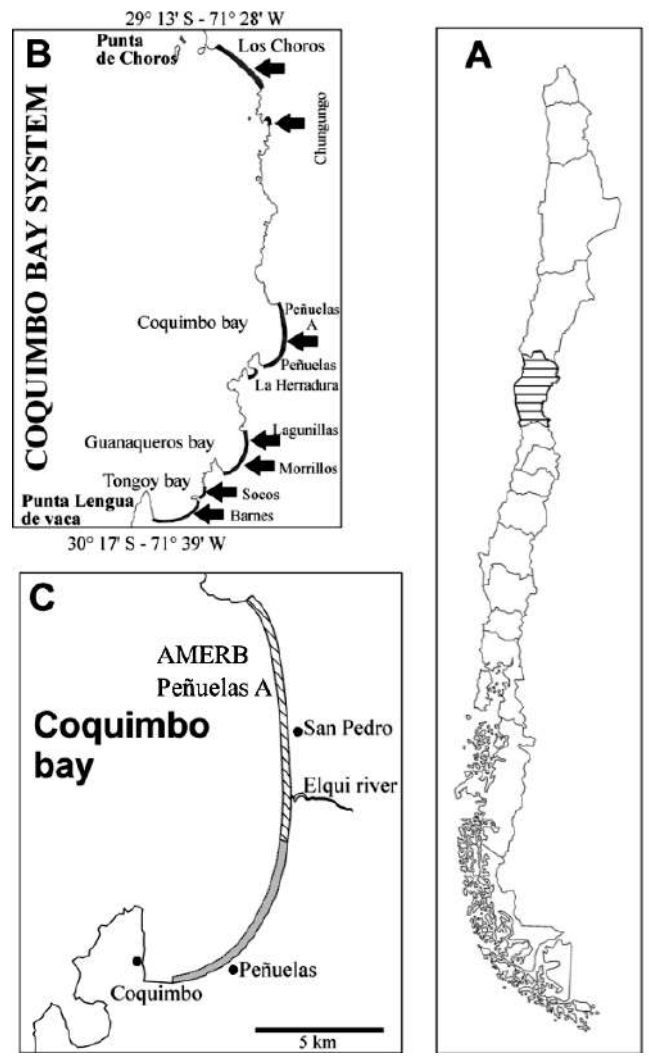 29° 13' S - 71° 28' W
B
Punta
de Choros
Los Choros
Chungungo
COQUIMBO BAY SYSTEM
Peñuelas
A
Coquimbo bay
Peñuelas
La Herradura
Lagunillas
Guanaqueros bay
Morrillos
Tongoy bay
Socos
Punta Lengua
de vaca
Barnes
30° 17' S - 71° 39' W
C
AMERB
Peñuelas A
Coquimbo
bay
San Pedro
Elqui river
Peñuelas
Coquimbo
5 km
A